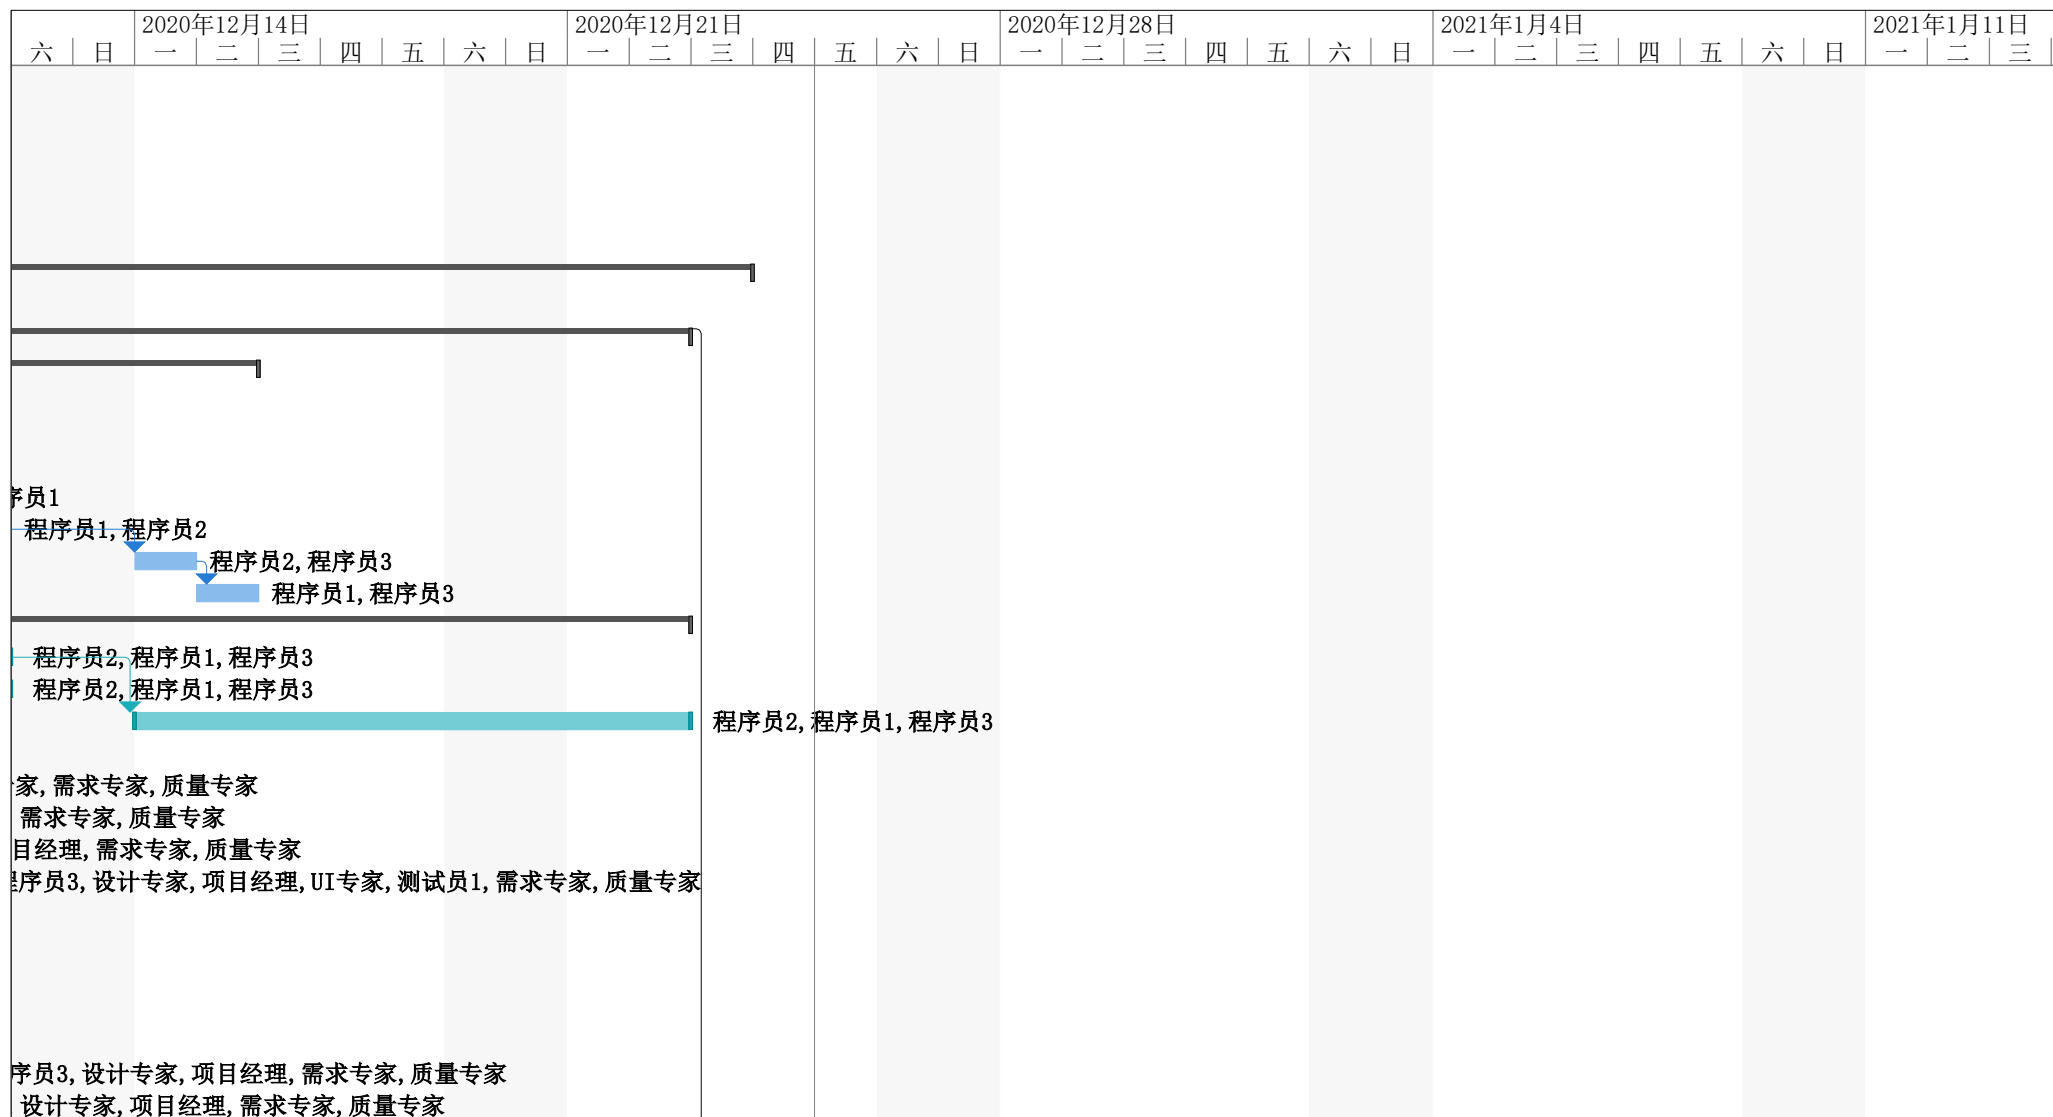 2020年12月14日 2020年12月21日 2020年12月28日 2021年1月4日 2021年1月11日
六 日 一 二 三 四 五 六 日 一 二 三 四 五 六 日 一 二 三 四 五 六 日 一 二 三 四 五 六 日 一 二 三
序员1
程序员1,程序员2
程序员2,程序员3
程序员1,程序员3
程序员2,程序员1,程序员3
程序员2,程序员1,程序员3
程序员2,程序员1,程序员3
家,需求专家,质量专家
需求专家,质量专家
目经理,需求专家,质量专家
程序员3,设计专家,项目经理,UI专家,测试员1,需求专家,质量专家
序员3,设计专家,项目经理,需求专家,质量专家
设计专家,项目经理,需求专家,质量专家